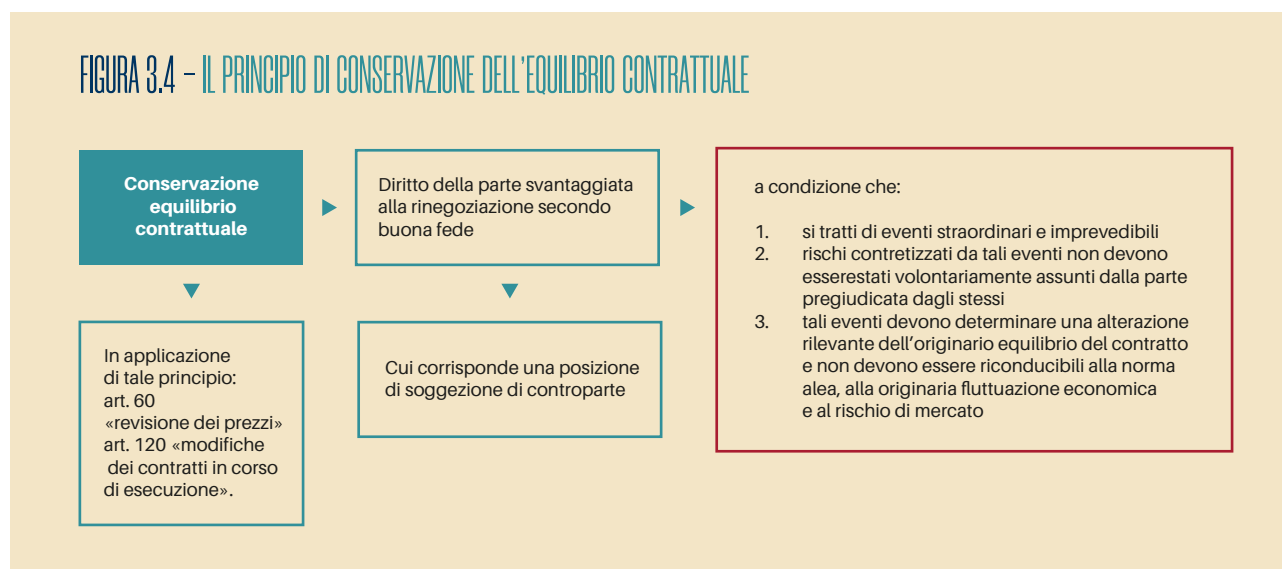 FIGURA 3.4 – IL PRINCIPIO DI CONSERVAZIONE DELL'EQUILIBRIO CONTRATTUALE
Conservazione
equilibrio
contrattuale
Diritto della parte svantaggiata
alla rinegoziazione secondo
buona fede
a condizione che:
1. si tratti di eventi straordinari e imprevedibili
2. rischi contretizzati da tali eventi non devono
esserestati volontariamente assunti dalla parte
pregiudicata dagli stessi
3. tali eventi devono determinare una alterazione
rilevante dell'originario equilibrio del contratto
e non devono essere riconducibili alla norma
alea, alla originaria fluttuazione economica
e al rischio di mercato
In applicazione
di tale principio:
art. 60
«revisione dei prezzi»
art. 120 «modifiche
dei contratti in corso
di esecuzione».
Cui corrisponde una posizione
di soggezione di controparte